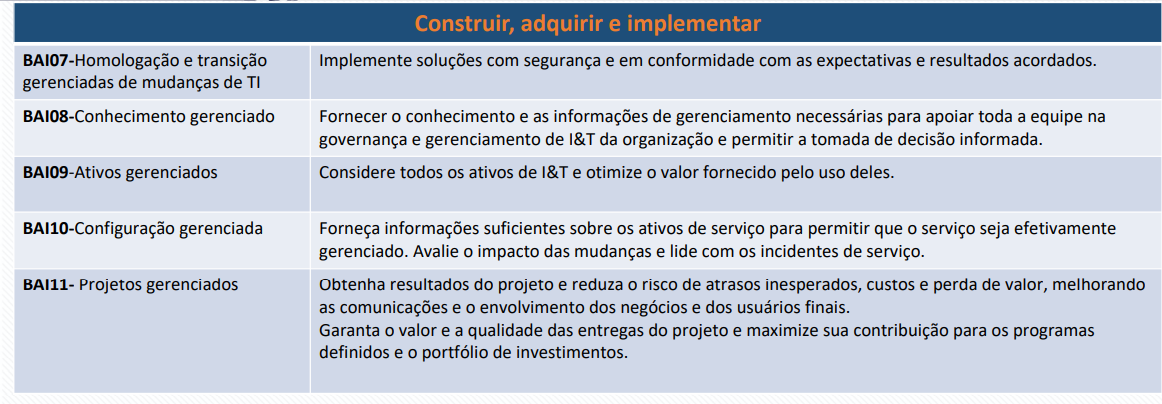 Construir, adquirir e implementar
BAI07-Homologação e transição
gerenciadas de mudanças de TI
Implemente soluções com segurança e em conformidade com as expectativas e resultados acordados.
BAI08-Conhecimento gerenciado
Fornecer o conhecimento e as informações de gerenciamento necessárias para apoiar toda a equipe na
governança e gerenciamento de I&T da organização e permitir a tomada de decisão informada.
BAI09-Ativos gerenciados
Considere todos os ativos de I&T e otimize o valor fornecido pelo uso deles.
BAI10-Configuração gerenciada
Forneça informações suficientes sobre os ativos de serviço para permitir que o serviço seja efetivamente
gerenciado. Avalie o impacto das mudanças e lide com os incidentes de serviço.
BAI11- Projetos gerenciados
Obtenha resultados do projeto e reduza o risco de atrasos inesperados, custos e perda de valor, melhorando
as comunicações e o envolvimento dos negócios e dos usuários finais.
Garanta o valor e a qualidade das entregas do projeto e maximize sua contribuição para os programas
definidos e o portfólio de investimentos.